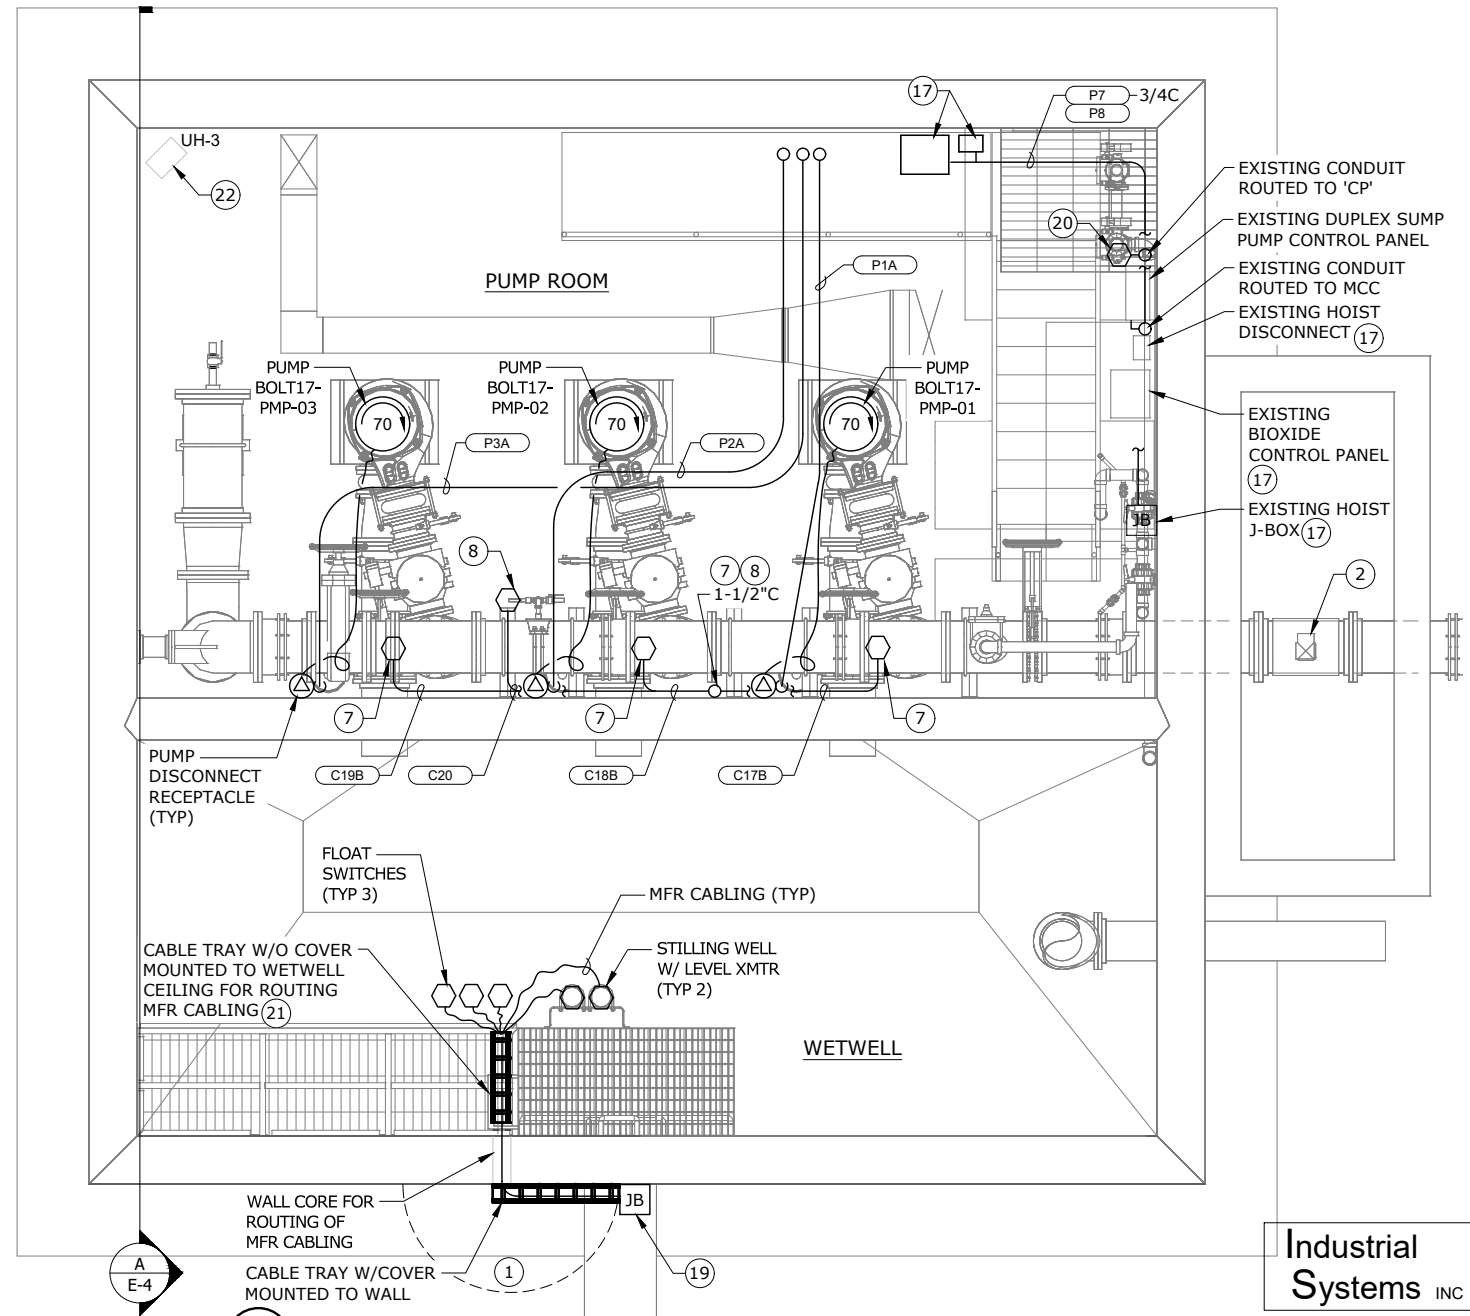 17
P7
3/4C
P8
UH-3
22
EXISTING CONDUIT
ROUTED TO 'CP'
20
EXISTING DUPLEX SUMP
PUMP CONTROL PANEL
P1A
EXISTING CONDUIT
ROUTED TO MCC
PUMP ROOM
EXISTING HOIST
DISCONNECT 17
PUMP
BOLT17-
PMP-03
PUMP
BOLT17-
PMP-02
PUMP
BOLT17-
PMP-01
70
70
70
EXISTING
BIOXIDE
CONTROL PANEL
17
P3A
P2A
EXISTING HOIST
J-BOX 17
JB
8
7 8
1-1/2"C
2
7
7
7
PUMP
DISCONNECT
RECEPTACLE
(TYP)
C19B
C20
C18B
C17B
FLOAT
SWITCHES
(TYP 3)
MFR CABLING (TYP)
CABLE TRAY W/O COVER
MOUNTED TO WETWELL
CEILING FOR ROUTING
MFR CABLING 21
STILLING WELL
W/ LEVEL XMTR
(TYP 2)
WETWELL
WALL CORE FOR
ROUTING OF
MFR CABLING
JB
A
E-4
CABLE TRAY W/COVER
MOUNTED TO WALL
1
19
Industrial
Systems INC